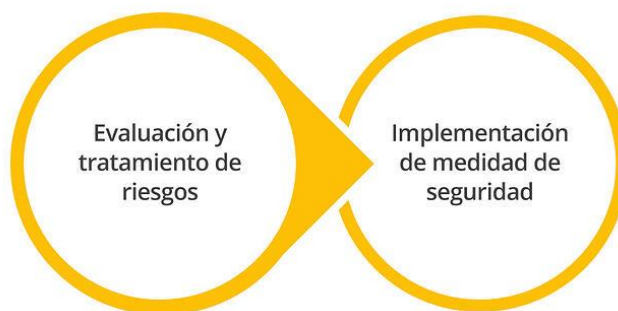 Evaluación y
tratamiento de
riesgos
Implementación
de medidad de
seguridad